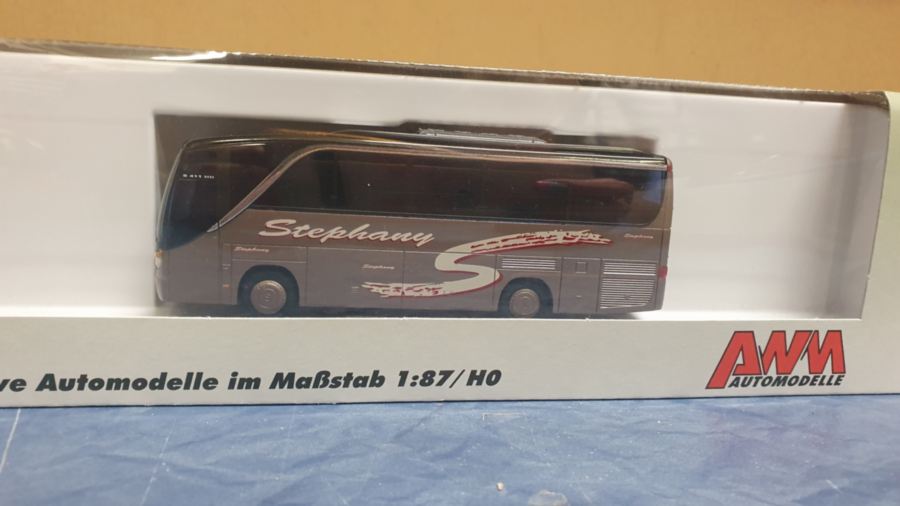 Stephany
Stephany
Stephany
Stephany
ve Automodelle im Maßstab 1:87/H0
AWM
AUTOMODELLE